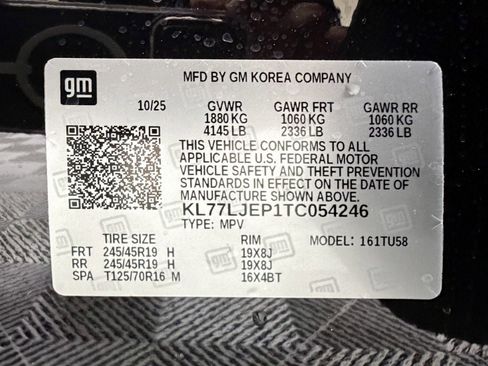 gm
MFD BY GM KOREA COMPANY
10/25 GVWR GAWR FRT GAWR RR
1880 KG 1060 KG 1060 KG
4145 LB 2336 LB 2336 LB
THIS VEHICLE CONFORMS TO ALL
APPLICABLE U.S. FEDERAL MOTOR
VEHICLE SAFETY AND THEFT PREVENTION
STANDARDS IN EFFECT ON THE DATE OF
MANUFACTURE SHOWN ABOVE.
KL77LJEP1TC054246
TYPE: MPV
TIRE SIZE RIM MODEL: 161TU58
FRT 245/45R19 H 19X8J
RR 245/45R19 H 19X8J
SPA T125/70R16 M 16X4BT